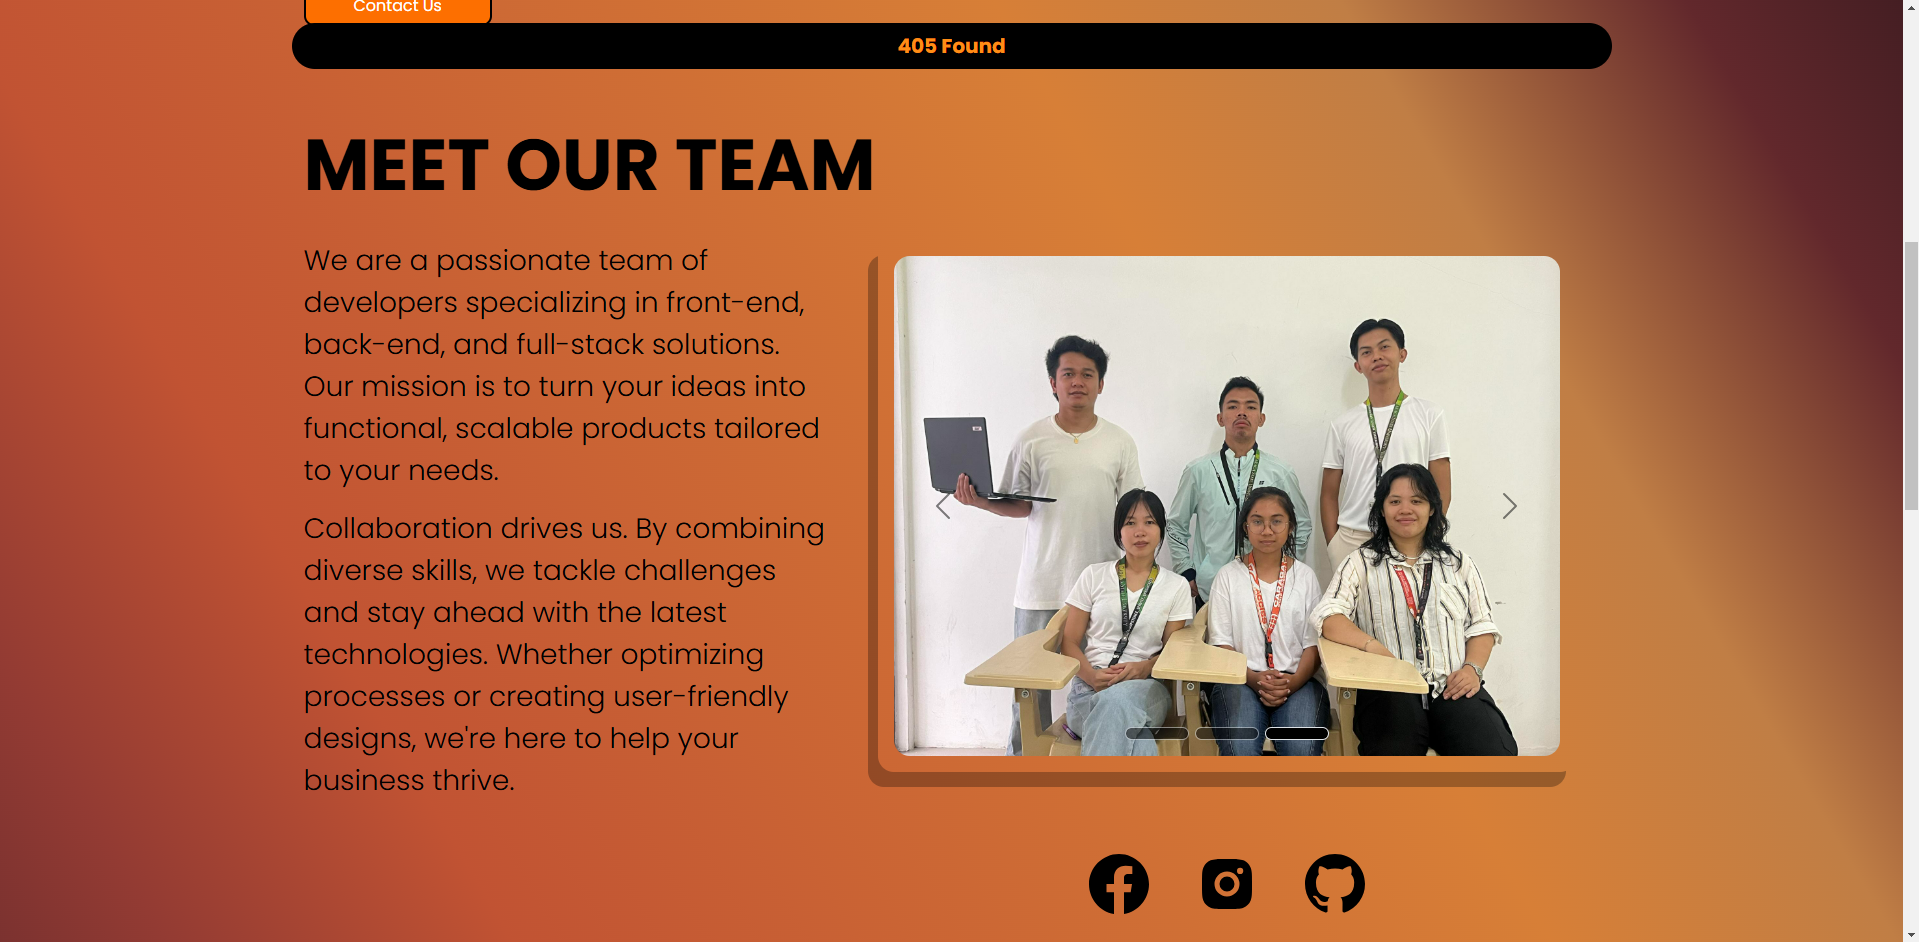 Contact Us
405 Found
MEET OUR TEAM
We are a passionate team of
developers specializing in front-end,
back-end, and full-stack solutions.
Our mission is to turn your ideas into
functional, scalable products tailored
to your needs.
Collaboration drives us. By combining
diverse skills, we tackle challenges
and stay ahead with the latest
technologies. Whether optimizing
processes or creating user-friendly
designs, we're here to help your
business thrive.